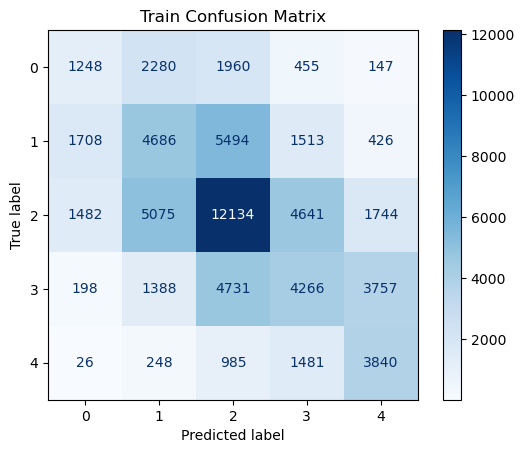 Train Confusion Matrix
0 1248 2280 1960 455 147
1 1708 4686 5494 1513 426
2 1482 5075 12134 4641 1744
3 198 1388 4731 4266 3757
4 26 248 985 1481 3840
0 1 2 3 4
Predicted label
True label
12000
10000
8000
6000
4000
2000